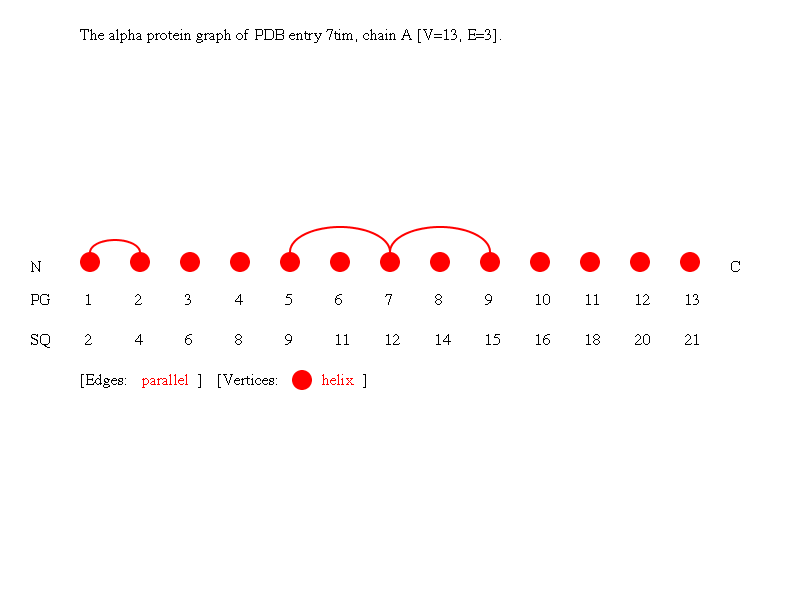 The alpha protein graph of PDB entry 7tim, chain A [V=13, E=3].
N C
PG 1 2 3 4 5 6 7 8 9 10 11 12 13
SQ 2 4 6 8 9 11 12 14 15 16 18 20 21
[Edges: parallel ] [Vertices: helix ]